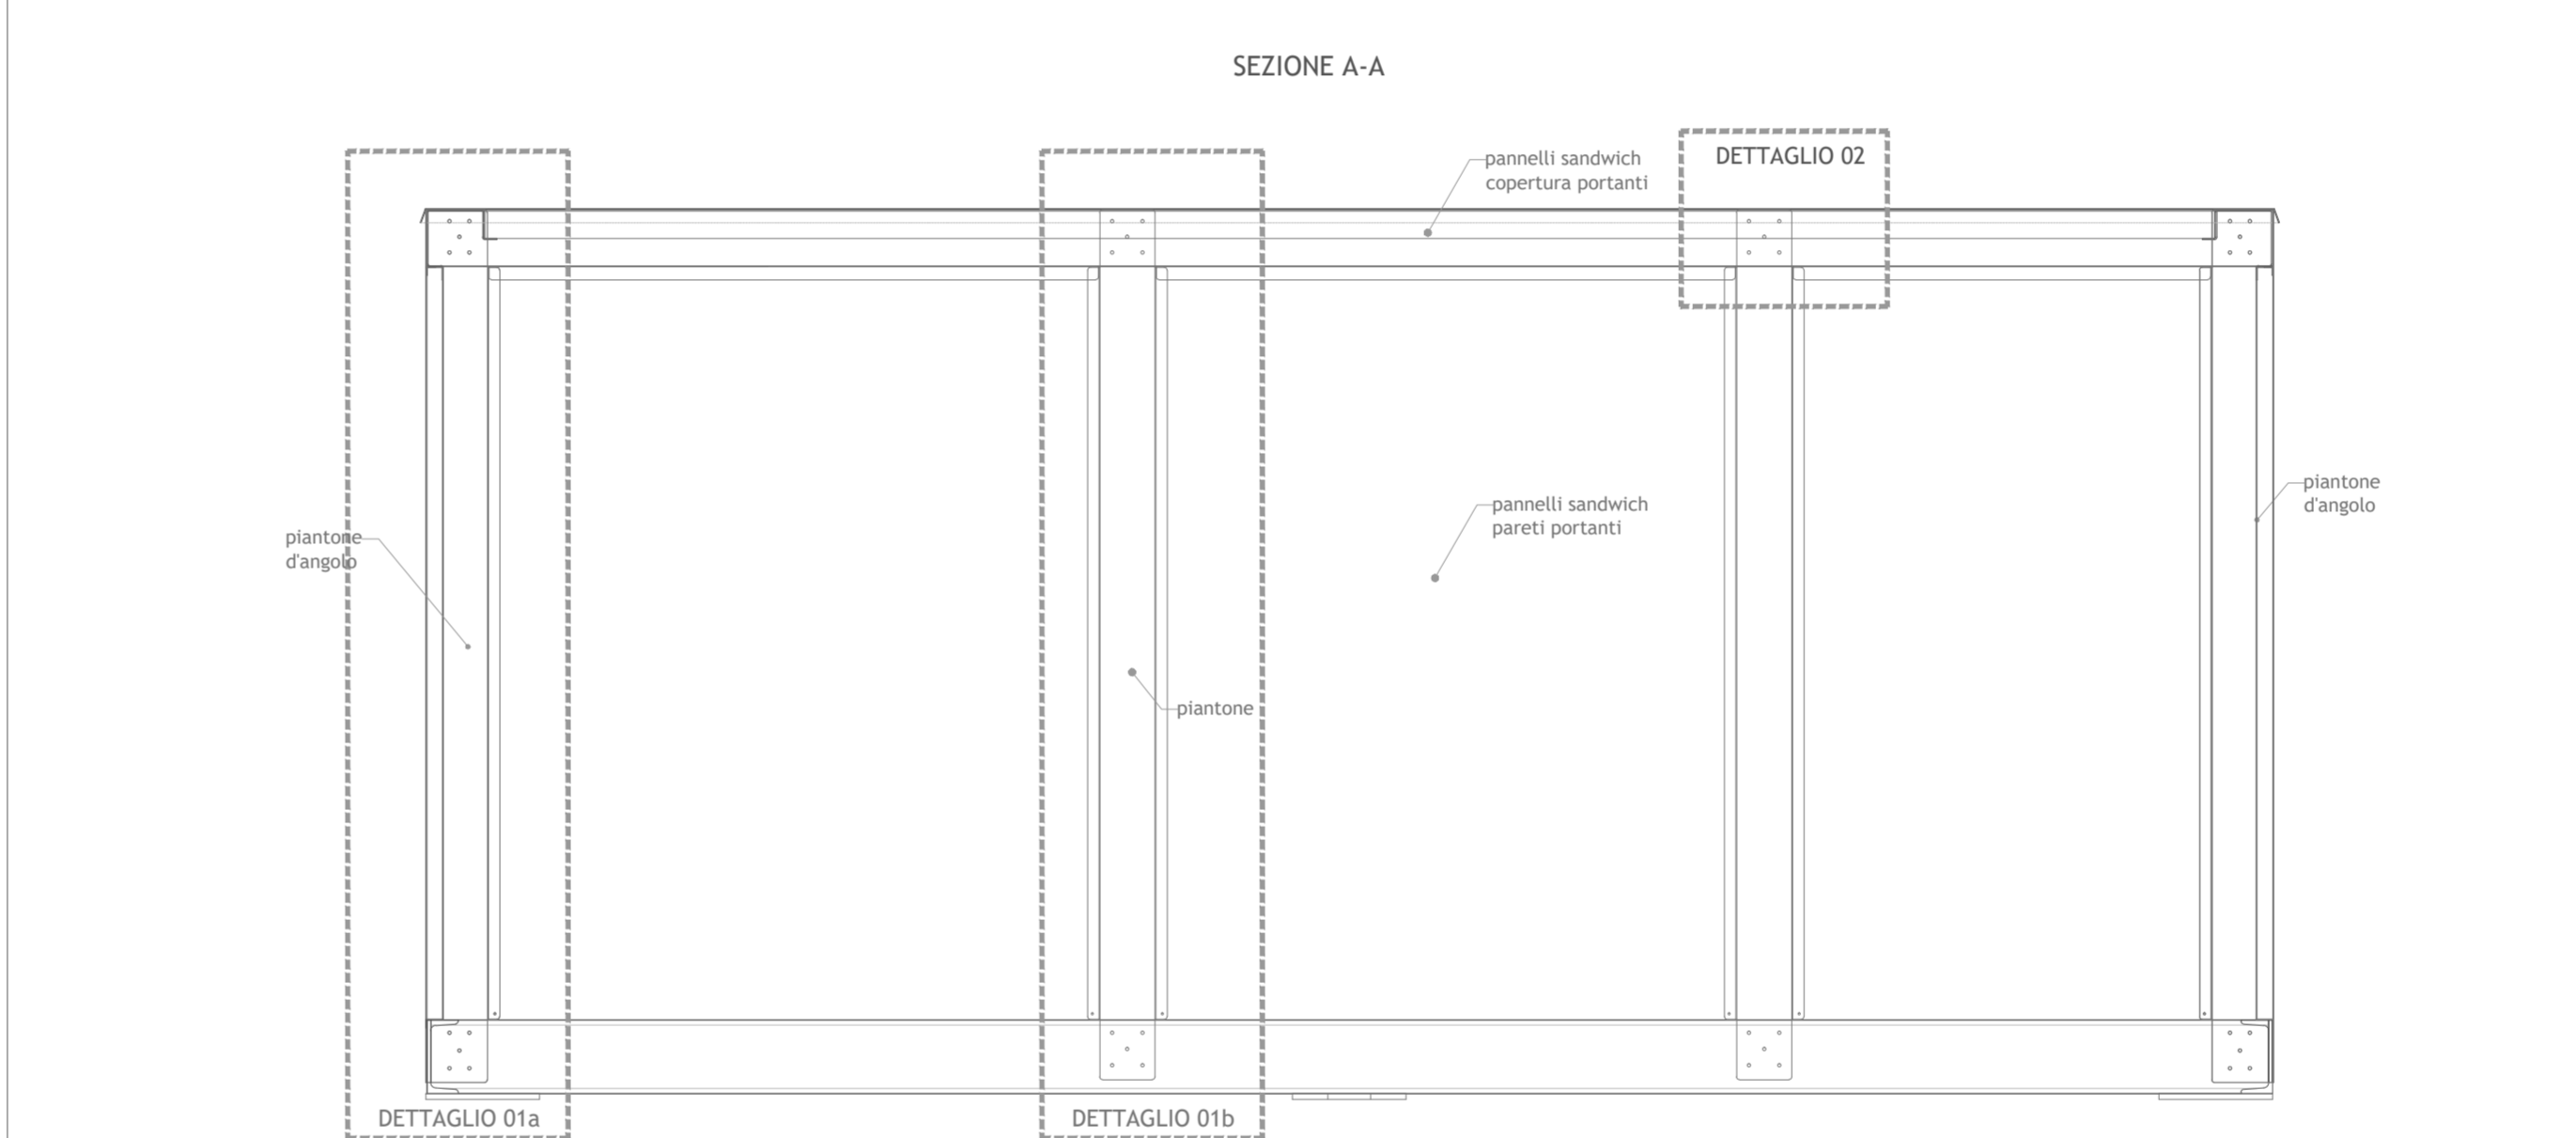 SEZIONE A-A
pannelli sandwich
copertura portanti
DETTAGLIO 02
piantone
d'angolo
pannelli sandwich
pareti portanti
piantone
d'angolo
piantone
DETTAGLIO 01a
DETTAGLIO 01b